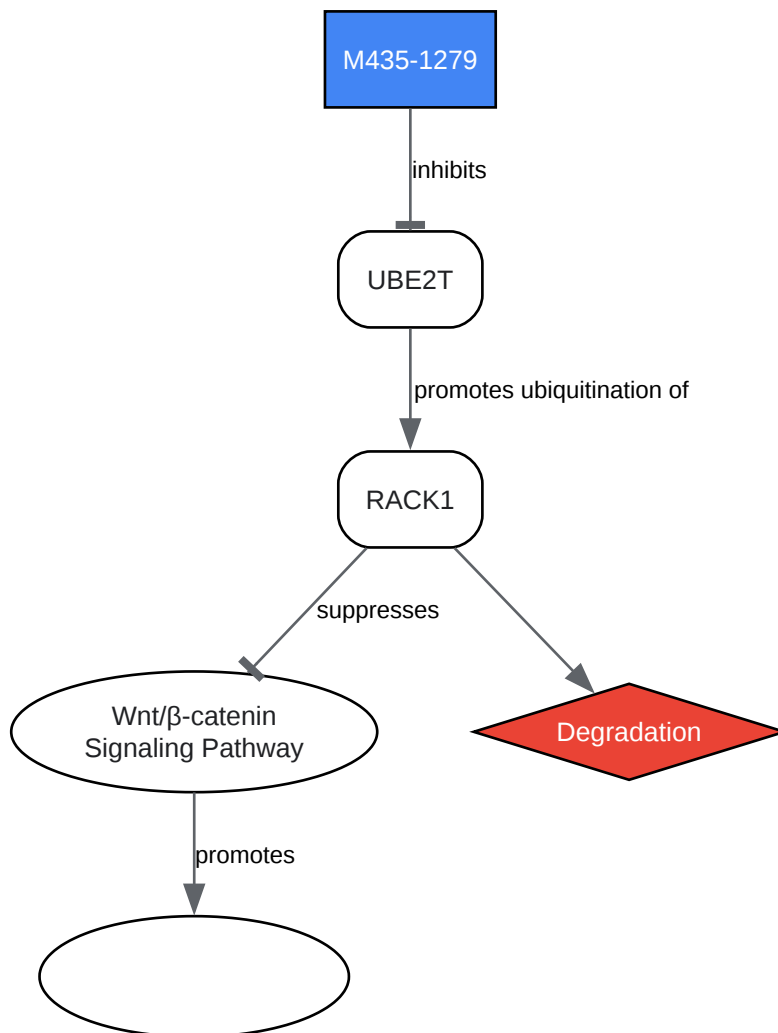 M435-1279
inhibits
UBE2T
promotes ubiquitination of
RACK1
suppresses
Wnt/β-catenin
Signaling Pathway
Degradation
promotes